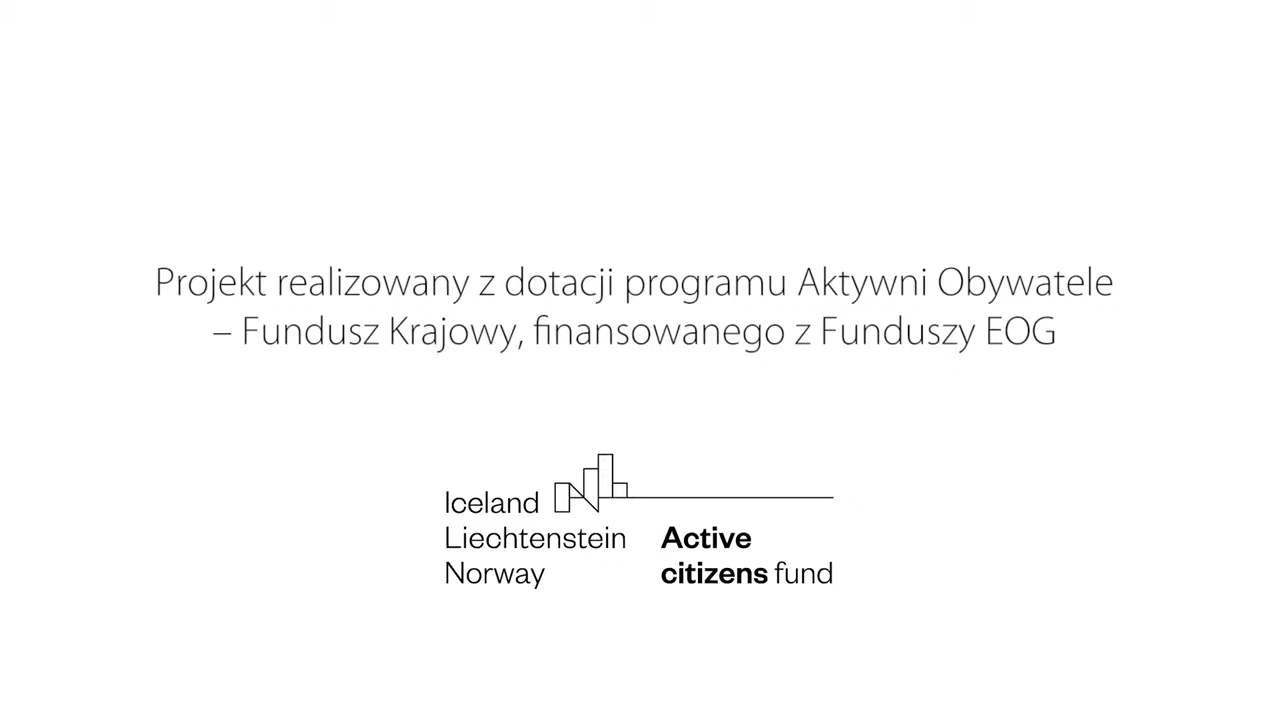 Projekt realizowany z dotacji programu Aktywni Obywatele
– Fundusz Krajowy, finansowanego z Funduszy EOG
Iceland
Liechtenstein
Norway
Active
citizens fund